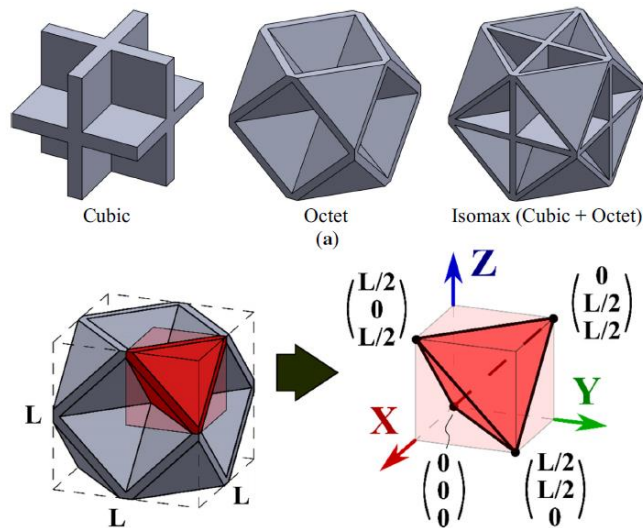 Cubic
Octet
Isomax (Cubic + Octet)
(a)
L
L
L
Z
X
Y
L/2
0
L/2
0
L/2
L/2
0
0
0
L/2
L/2
0